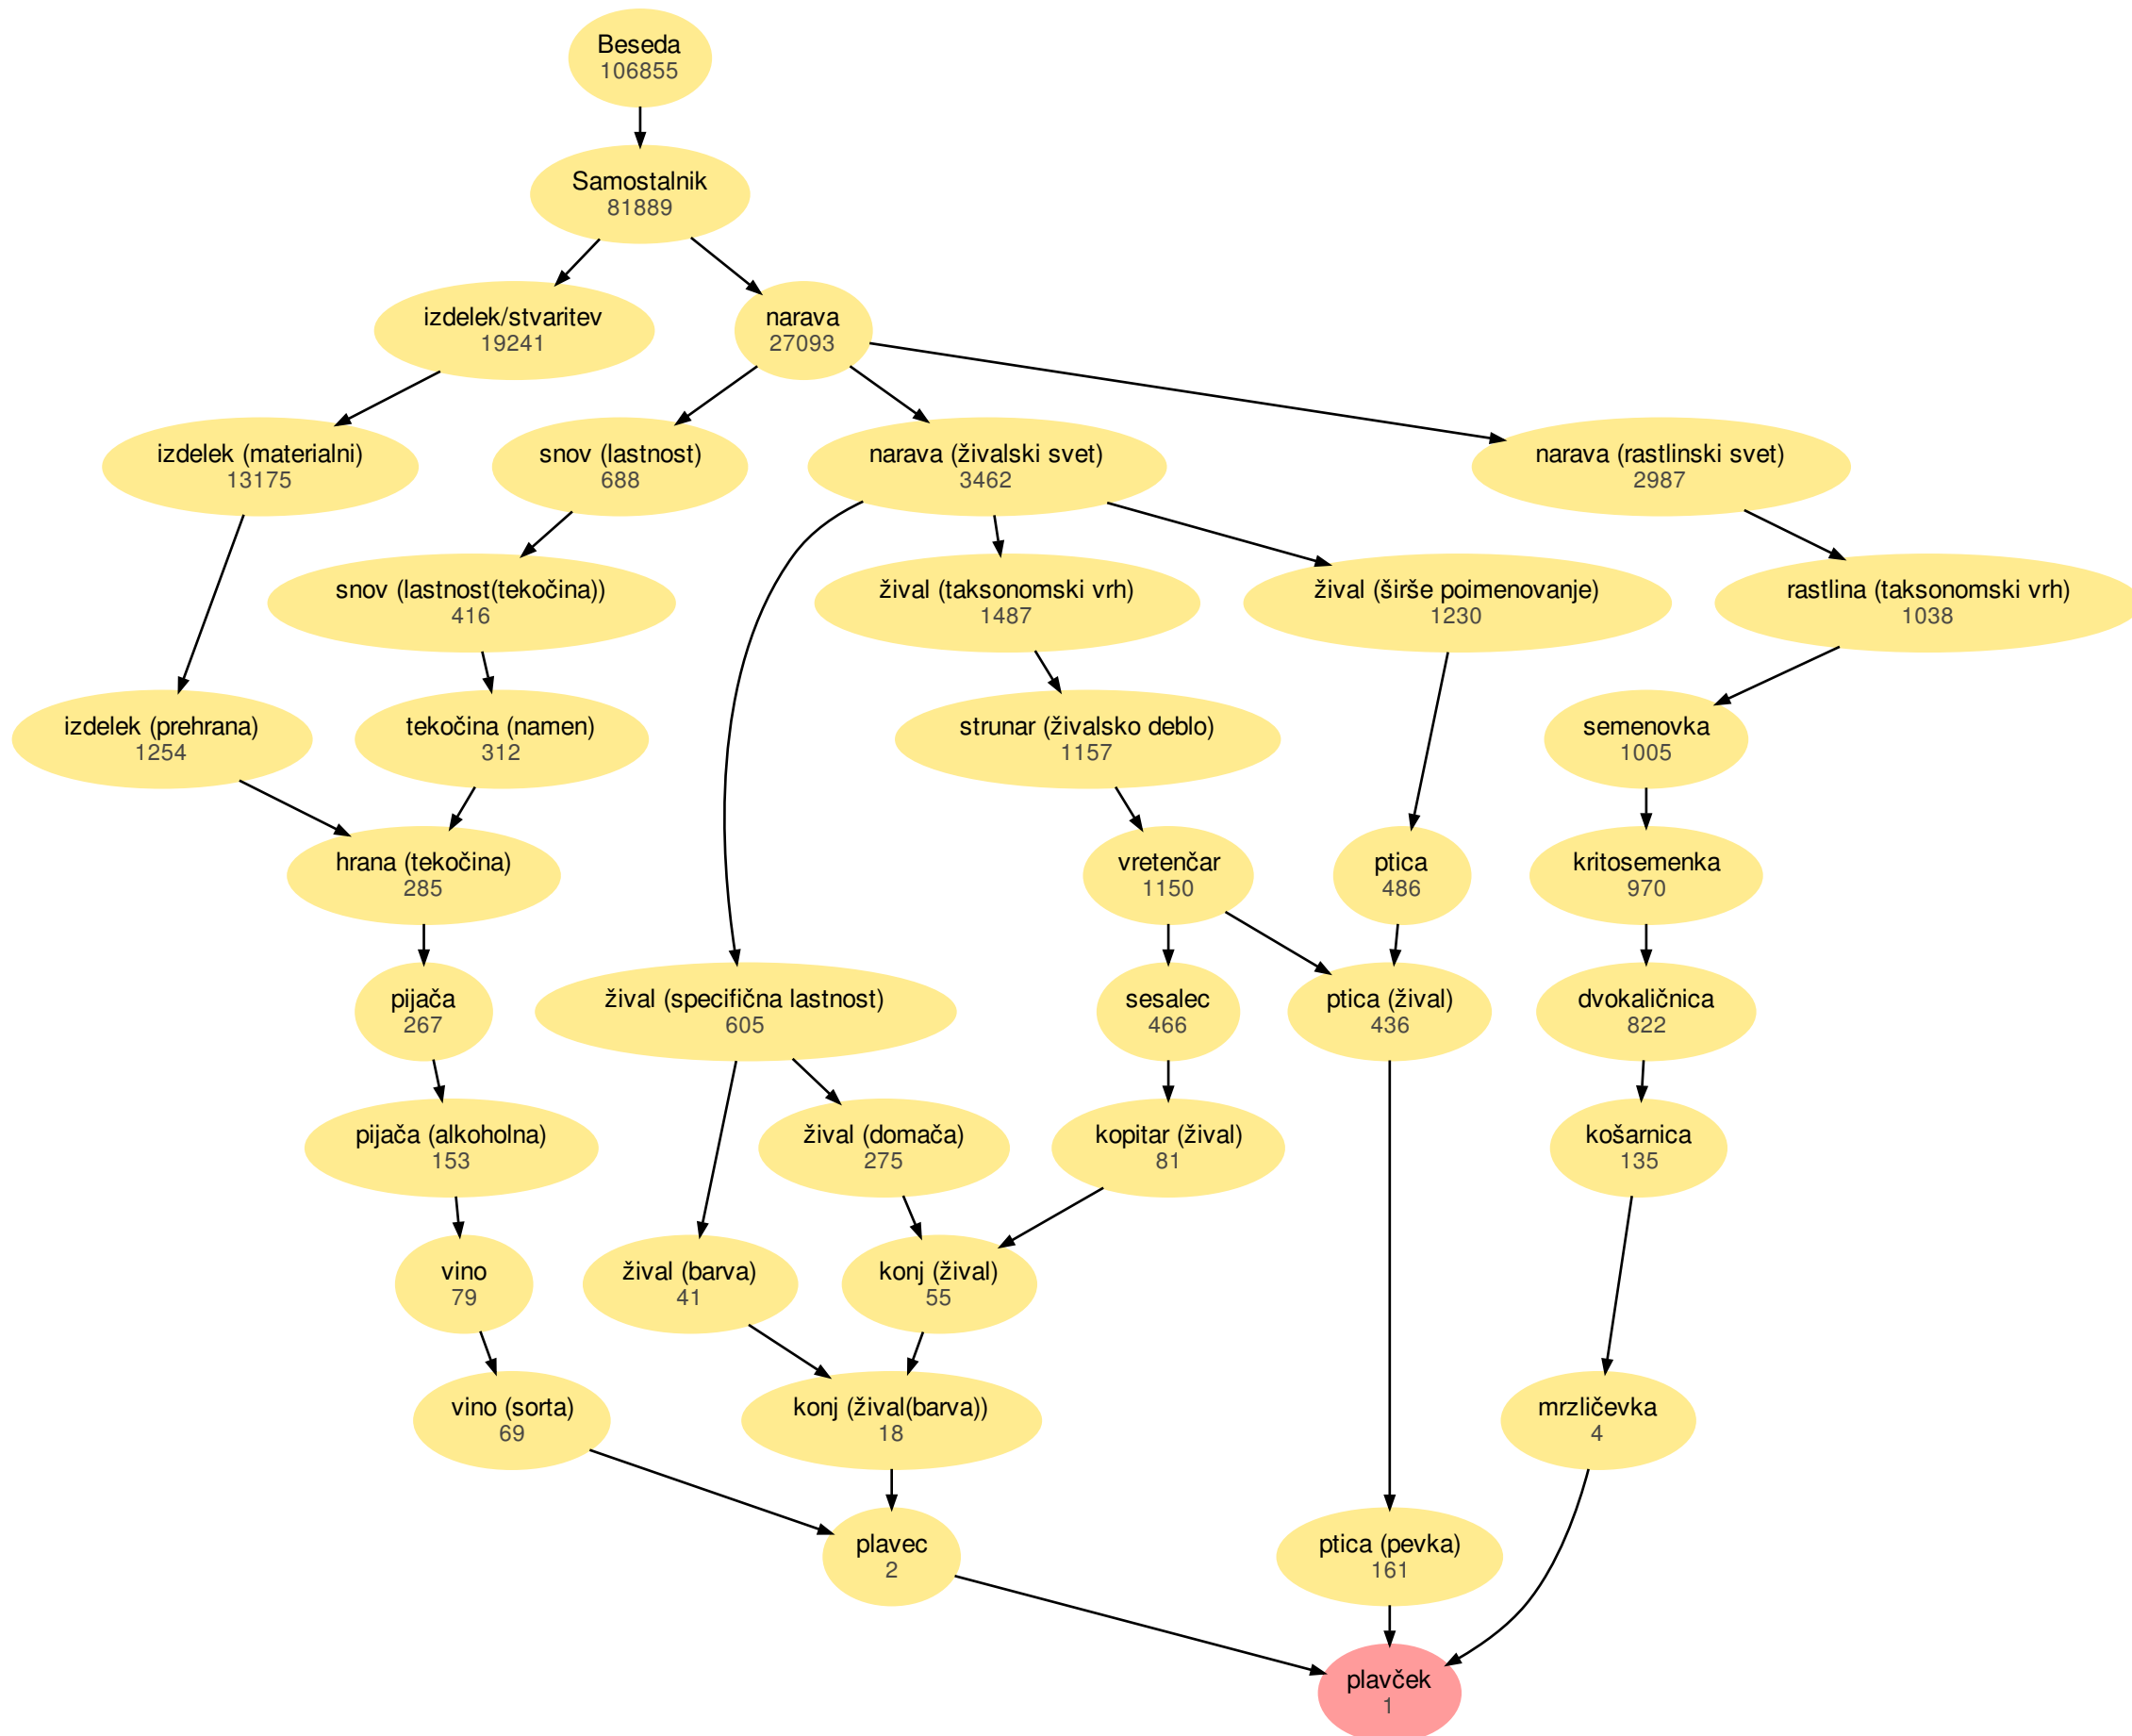 Beseda
106855
Samostalnik
81889
izdelek/stvaritev
19241
narava
27093
izdelek (materialni)
13175
snov (lastnost)
688
narava (živalski svet)
3462
narava (rastlinski svet)
2987
snov (lastnost(tekočina))
416
žival (taksonomski vrh)
1487
žival (širše poimenovanje)
1230
rastlina (taksonomski vrh)
1038
izdelek (prehrana)
1254
tekočina (namen)
312
strunar (živalsko deblo)
1157
semenovka
1005
hrana (tekočina)
285
vretenčar
1150
ptica
486
kritosemenka
970
pijača
267
žival (specifična lastnost)
605
sesalec
466
ptica (žival)
436
dvokaličnica
822
pijača (alkoholna)
153
žival (domača)
275
kopitar (žival)
81
košarnica
135
vino
79
žival (barva)
41
konj (žival)
55
vino (sorta)
69
konj (žival(barva))
18
mrzličevka
4
plavec
2
ptica (pevka)
161
plavček
1